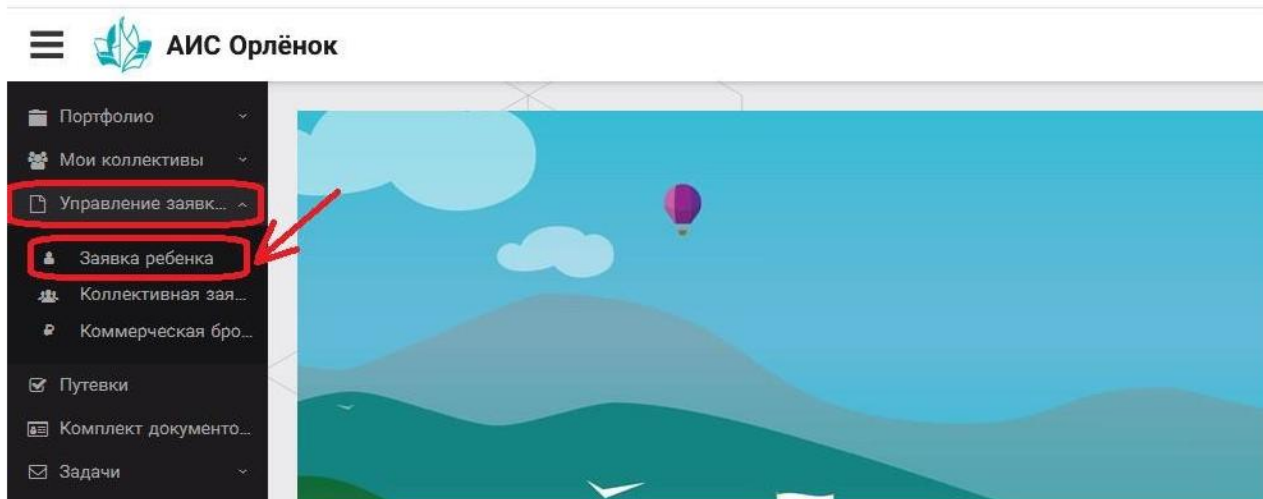 АИС Орлёнок
Портфолио
Мои коллективы
Управление заявк...
Заявка ребенка
Коллективная зая...
Коммерческая бро...
Путевки
Комплект документо...
Задачи